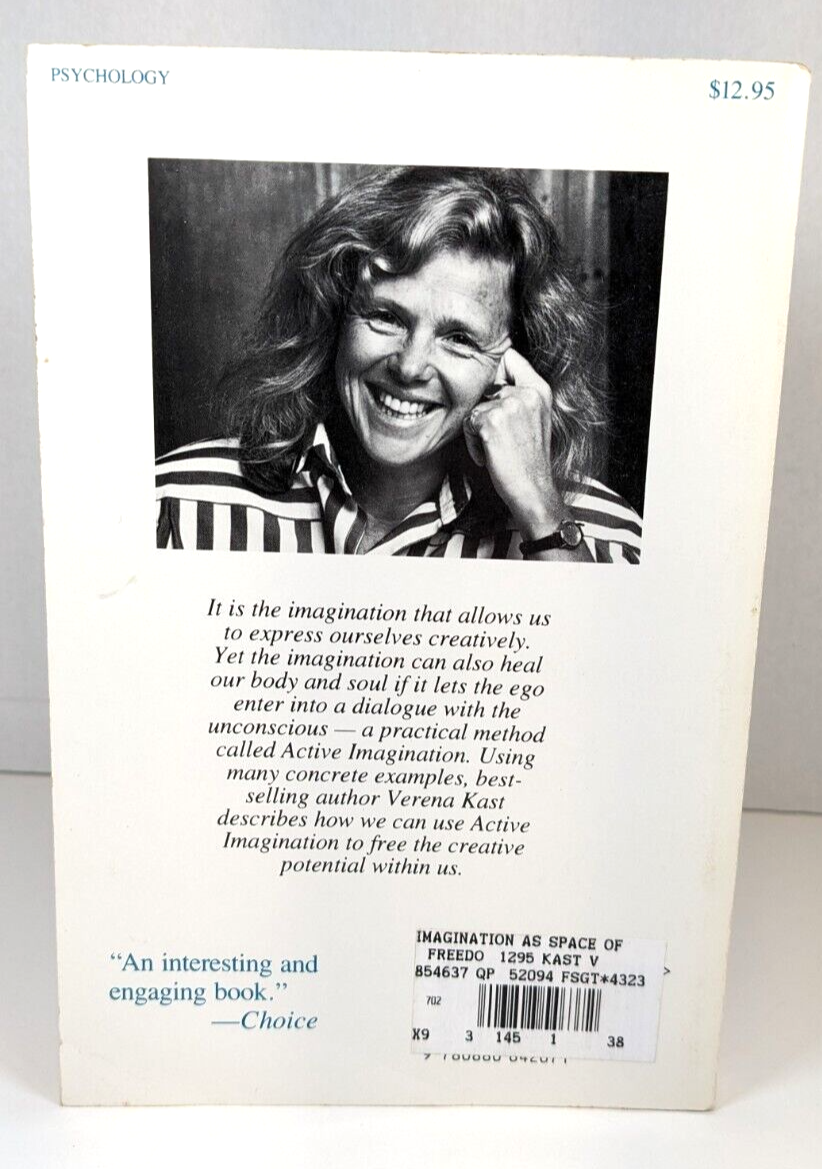 PSYCHOLOGY
$12.95
It is the imagination that allows us
to express ourselves creatively.
Yet the imagination can also heal
our body and soul if it lets the ego
enter into a dialogue with the
unconscious — a practical method
called Active Imagination. Using
many concrete examples, best-
selling author Verena Kast
describes how we can use Active
Imagination to free the creative
potential within us.
“An interesting and
engaging book.”
—Choice
IMAGINATION AS SPACE OF
FREEDO 1295 KAST V
854637 QP 52094 FSGT*4323
702
X9 3 145 1 38